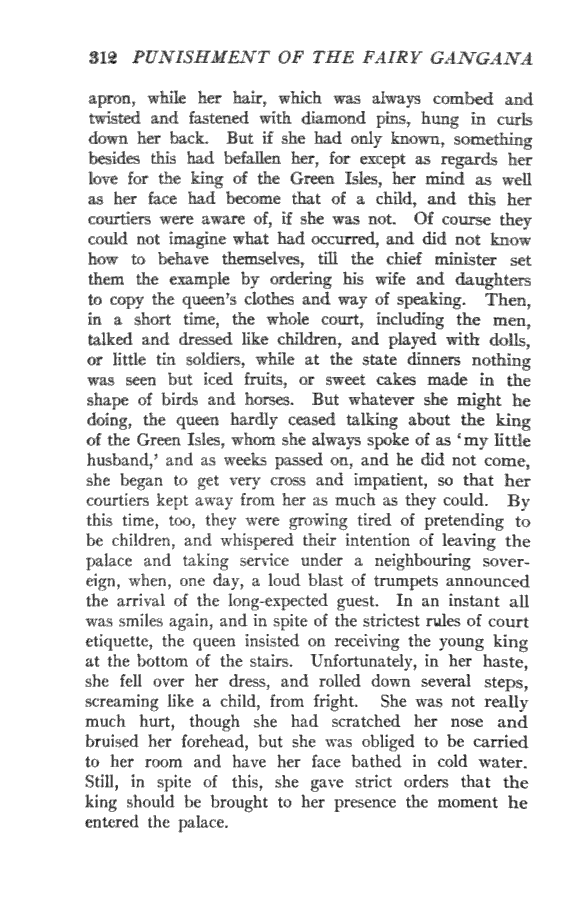 312 PUNISHMENT OF THE FAIRY GANGANA
apron, while her hair, which was always combed and
twisted and fastened with diamond pins, hung in curls
down her back. But if she had only known, something
besides this had befallen her, for except as regards her
love for the king of the Green Isles, her mind as well
as her face had become that of a child, and this her
courtiers were aware of, if she was not. Of course they
could not imagine what had occurred, and did not know
how to behave themselves, till the chief minister set
them the example by ordering his wife and daughters
to copy the queen's clothes and way of speaking. Then,
in a short time, the whole court, including the men,
talked and dressed like children, and played with dolls,
or little tin soldiers, while at the state dinners nothing
was seen but iced fruits, or sweet cakes made in the
shape of birds and horses. But whatever she might he
doing, the queen hardly ceased talking about the king
of the Green Isles, whom she always spoke of as ‘my little
husband,’ and as weeks passed on, and he did not come,
she began to get very cross and impatient, so that her
courtiers kept away from her as much as they could. By
this time, too, they were growing tired of pretending to
be children, and whispered their intention of leaving the
palace and taking service under a neighbouring sover-
eign, when, one day, a loud blast of trumpets announced
the arrival of the long-expected guest. In an instant all
was smiles again, and in spite of the strictest rules of court
etiquette, the queen insisted on receiving the young king
at the bottom of the stairs. Unfortunately, in her haste,
she fell over her dress, and rolled down several steps,
screaming like a child, from fright. She was not really
much hurt, though she had scratched her nose and
bruised her forehead, but she was obliged to be carried
to her room and have her face bathed in cold water.
Still, in spite of this, she gave strict orders that the
king should be brought to her presence the moment he
entered the palace.